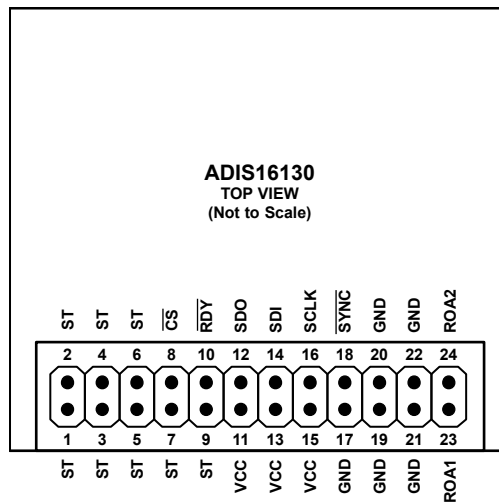 ADIS16130
TOP VIEW
(Not to Scale)
ST ST ST CS RDY SDO SDI SCLK SYNC GND GND ROA2
2 4 6 8 10 12 14 16 18 20 22 24
1 3 5 7 9 11 13 15 17 19 21 23
ST ST ST ST ST VCC VCC VCC GND GND GND ROA1